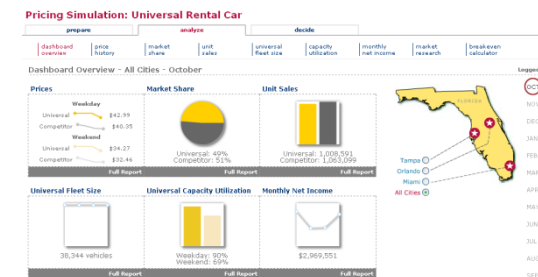 Pricing Simulation: Universal Rental Car
prepare
analyze
decide
dashboard overview
price history
market share
unit sales
universal fleet size
capacity utilization
monthly net income
market research
breakeven calculator
Dashboard Overview - All Cities - October
Logged
OCT
Prices
Market Share
Unit Sales
NOV
Weekday
FLORIDA
Universal $42.99
Competitor $40.35
DEC
Weekend
JAN
Universal $34.27
Competitor $32.46
Universal: 49%
Competitor: 51%
Universal: 1,008,591
Competitor: 1,063,099
FEB
Tampa
Full Report
Full Report
Full Report
Orlando
MAR
Miami
All Cities
APR
Universal Fleet Size
Universal Capacity Utilization
Monthly Net Income
MAY
JUN
JUL
38,344 vehicles
Weekday: 90%
Weekend: 69%
$2,989,551
AUG
Full Report
Full Report
Full Report
SEP